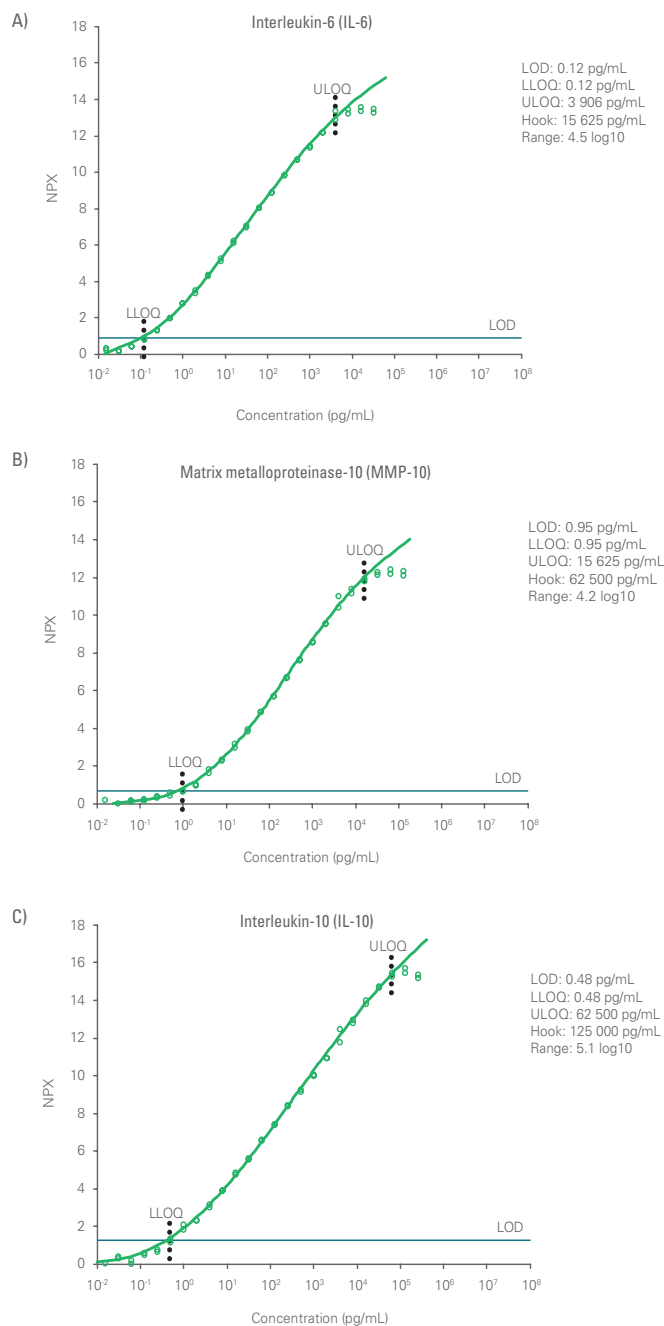 A)
Interleukin-6 (IL-6)
LOD: 0.12 pg/mL
LLOQ: 0.12 pg/mL
ULOQ: 3 906 pg/mL
Hook: 15 625 pg/mL
Range: 4.5 log10
18
16
14
12
10
8
6
4
2
0
NPX
ULOQ
LLOQ
LOD
10⁻² 10⁻¹ 10⁰ 10¹ 10² 10³ 10⁴ 10⁵ 10⁶ 10⁷ 10⁸
Concentration (pg/mL)
B)
Matrix metalloproteinase-10 (MMP-10)
LOD: 0.95 pg/mL
LLOQ: 0.95 pg/mL
ULOQ: 15 625 pg/mL
Hook: 62 500 pg/mL
Range: 4.2 log10
18
16
14
12
10
8
6
4
2
0
NPX
ULOQ
LLOQ
LOD
10⁻² 10⁻¹ 10⁰ 10¹ 10² 10³ 10⁴ 10⁵ 10⁶ 10⁷ 10⁸
Concentration (pg/mL)
C)
Interleukin-10 (IL-10)
LOD: 0.48 pg/mL
LLOQ: 0.48 pg/mL
ULOQ: 62 500 pg/mL
Hook: 125 000 pg/mL
Range: 5.1 log10
18
16
14
12
10
8
6
4
2
0
NPX
ULOQ
LLOQ
LOD
10⁻² 10⁻¹ 10⁰ 10¹ 10² 10³ 10⁴ 10⁵ 10⁶ 10⁷ 10⁸
Concentration (pg/mL)